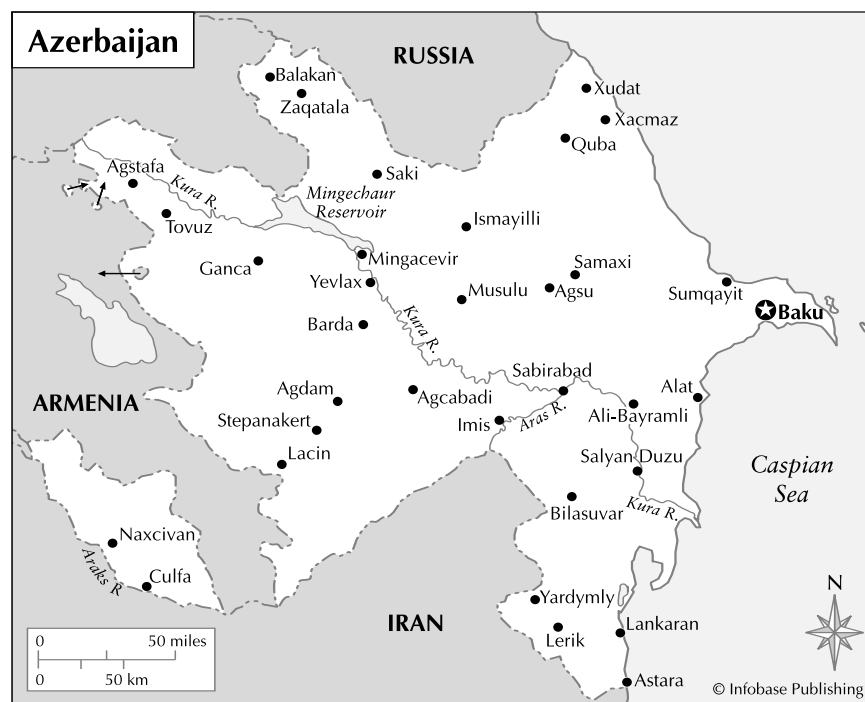 Azerbaijan
RUSSIA
Balakan
Zaqatala
Xudat
Xacmaz
Quba
Agstafa
Kura R.
Saki
Mingechaur
Reservoir
Tovuz
Ismayilli
Ganca
Mingacevir
Samaxi
Yevlax
Musulu
Agsu
Sumqayit
Baku
Barda
Kura R.
Sabirabad
Agdam
Agcabadi
Alat
ARMENIA
Stepanakert
Imis
Aras R.
Ali-Bayramli
Lacin
Salyan Duzu
Caspian
Sea
Bilasuvar
Kura R.
Naxcivan
Araks R
Culfa
Yardymly
IRAN
Lankaran
Lerik
N
0
50 miles
0
50 km
Astara
© Infobase Publishing